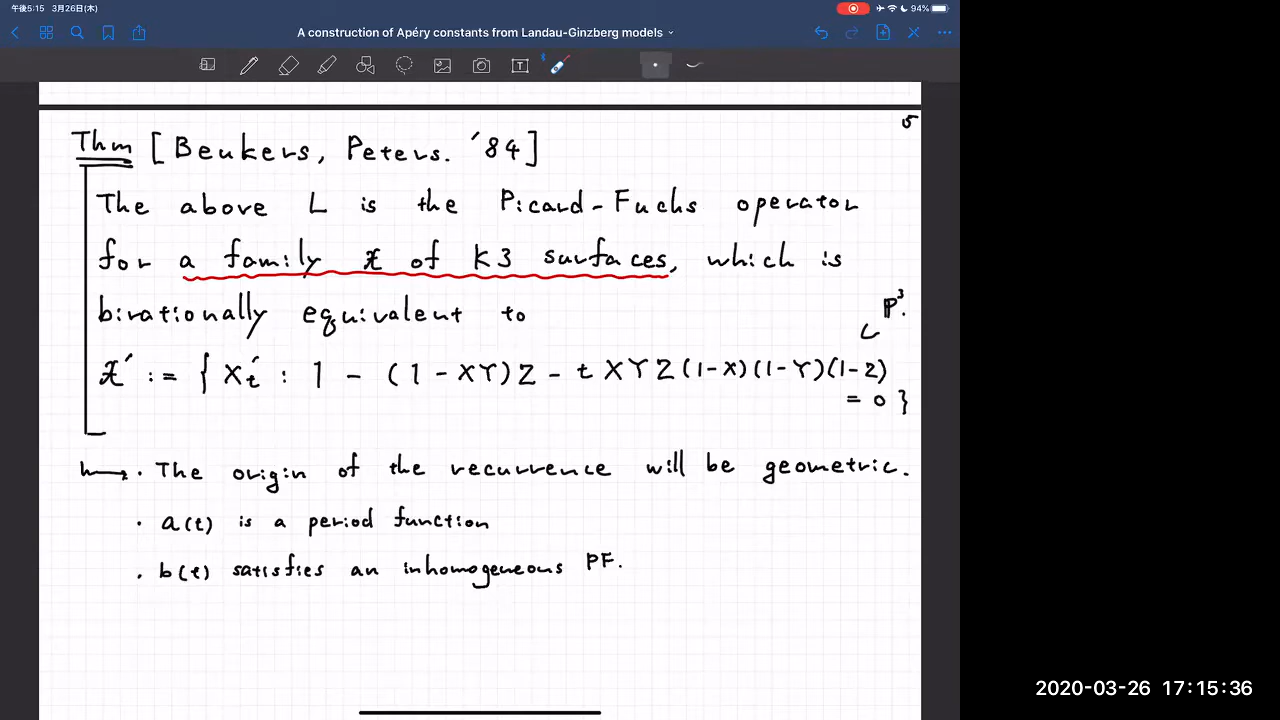 午後5:15 3月26日(木)
94%
A construction of Apéry constants from Landau-Ginzberg models
5
Thm [Beukers, Peters. '84]
The above L is the Picard-Fuchs operator
for a family 𝒳 of K3 surfaces, which is
birationally equivalent to
⊂ ℙ³.
𝒳' := { X'ₜ : 1 - (1 - XY)Z - t XYZ(1-X)(1-Y)(1-Z)
= 0 }
⟿ · The origin of the recurrence will be geometric.
· a(t) is a period function
· b(t) satisfies an inhomogeneous PF.
2020-03-26 17:15:36